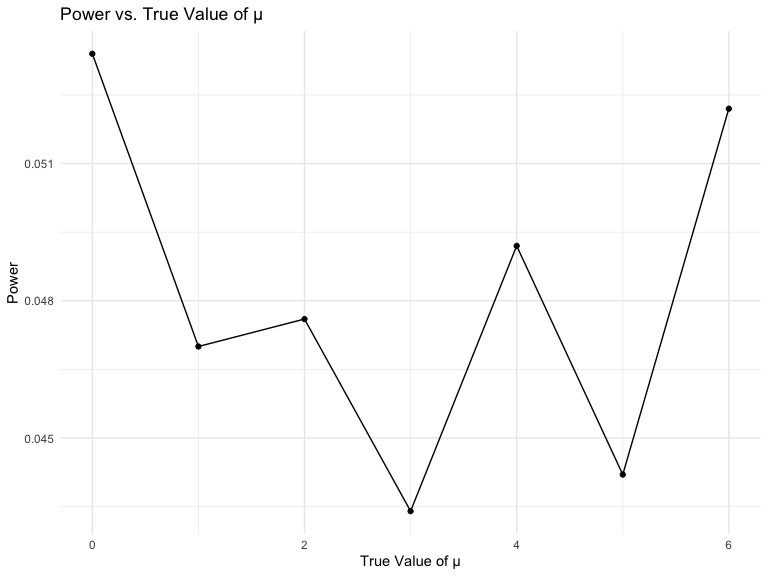 Power vs. True Value of μ
Power
0.051
0.048
0.045
0
2
4
6
True Value of μ